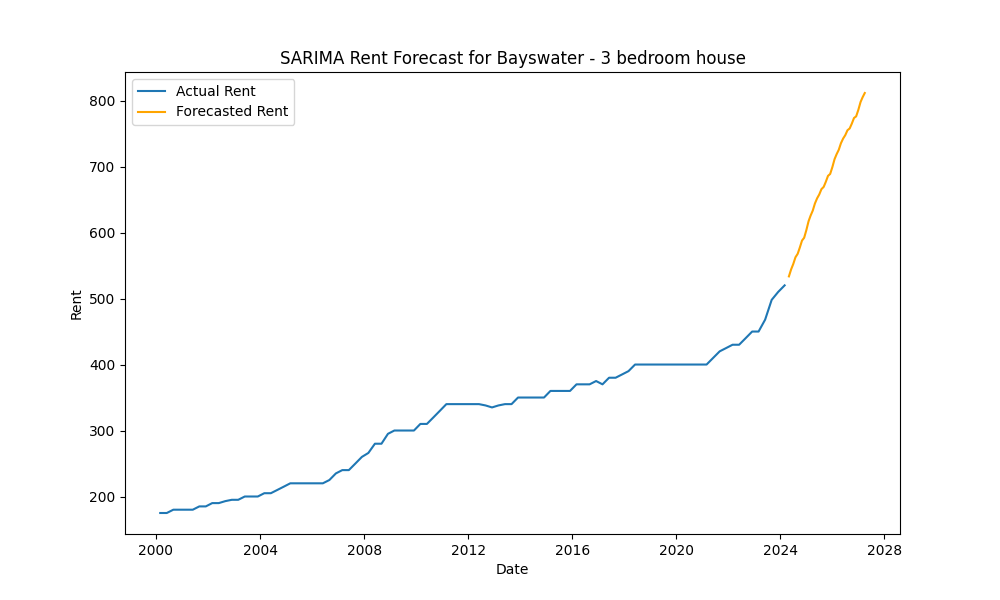 SARIMA Rent Forecast for Bayswater - 3 bedroom house
Actual Rent
Forecasted Rent
800
700
600
500
400
300
200
Rent
2000 2004 2008 2012 2016 2020 2024 2028
Date